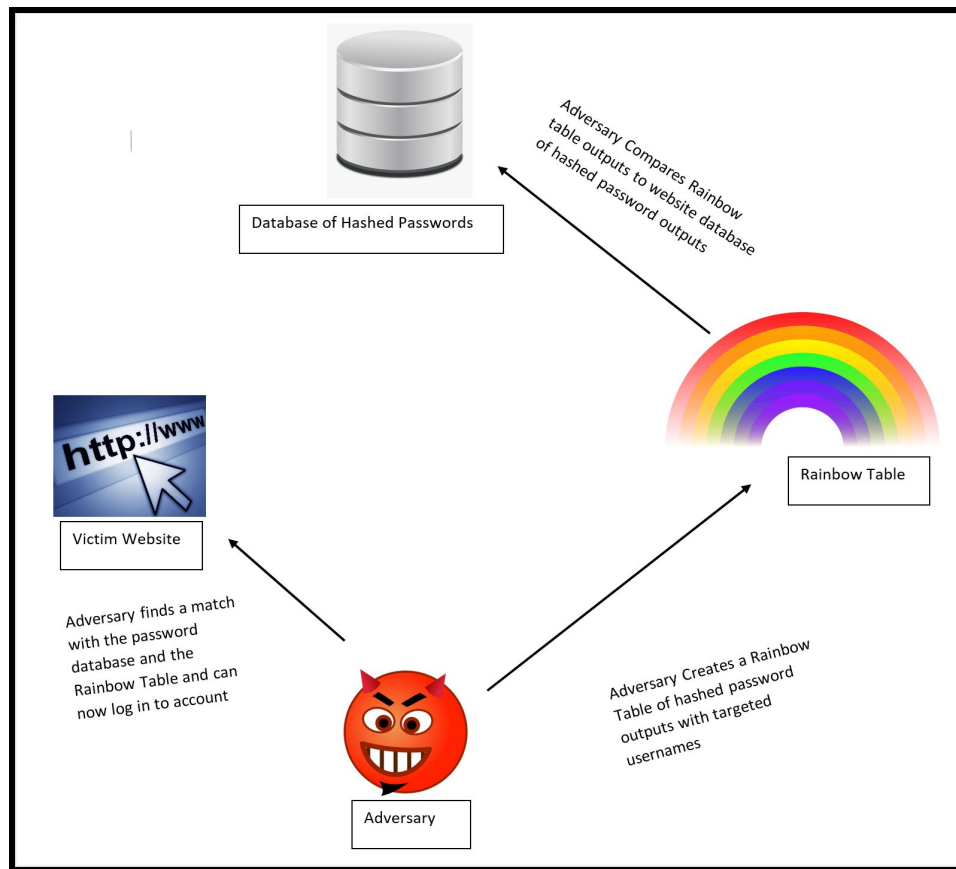 Database of Hashed Passwords
Adversary Compares Rainbow
table outputs to website database
of hashed password outputs
Rainbow Table
http://www
Victim Website
Adversary finds a match
with the password
database and the
Rainbow Table and can
now log in to account
Adversary Creates a Rainbow
Table of hashed password
outputs with targeted
usernames
Adversary